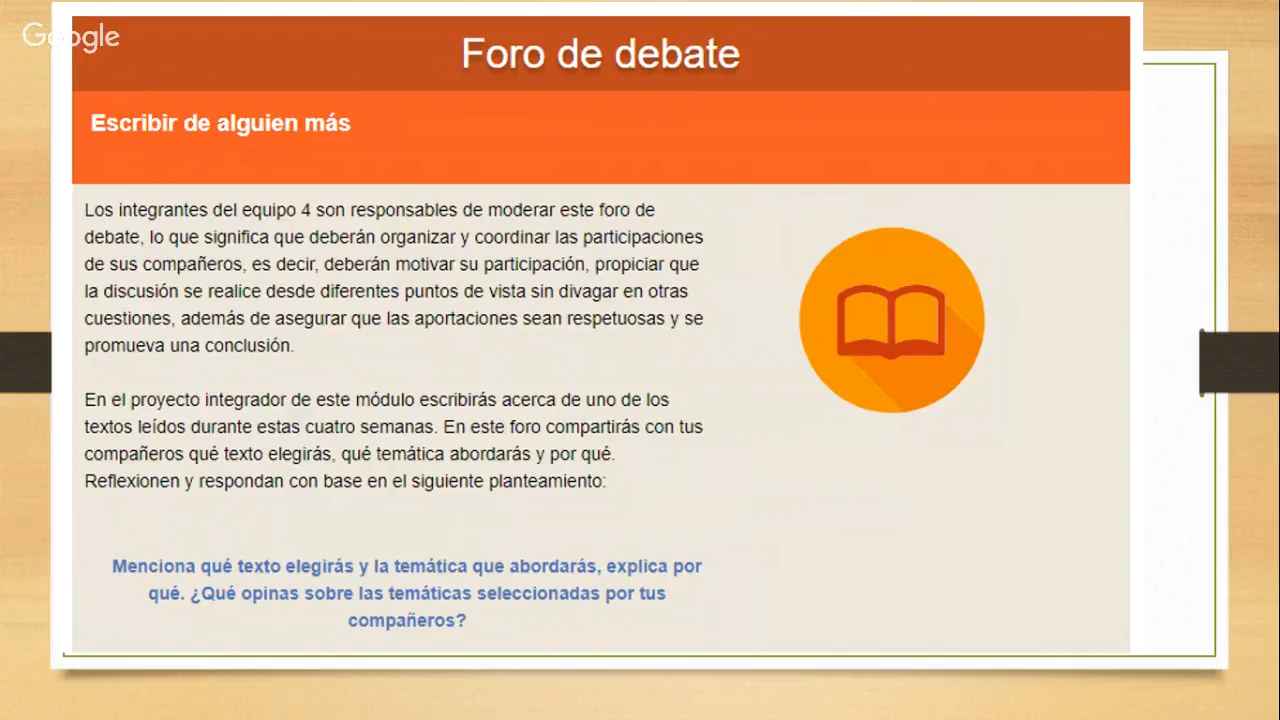 Google
Foro de debate
Escribir de alguien más
Los integrantes del equipo 4 son responsables de moderar este foro de
debate, lo que significa que deberán organizar y coordinar las participaciones
de sus compañeros, es decir, deberán motivar su participación, propiciar que
la discusión se realice desde diferentes puntos de vista sin divagar en otras
cuestiones, además de asegurar que las aportaciones sean respetuosas y se
promueva una conclusión.
En el proyecto integrador de este módulo escribirás acerca de uno de los
textos leídos durante estas cuatro semanas. En este foro compartirás con tus
compañeros qué texto elegirás, qué temática abordarás y por qué.
Reflexionen y respondan con base en el siguiente planteamiento:
Menciona qué texto elegirás y la temática que abordarás, explica por
qué. ¿Qué opinas sobre las temáticas seleccionadas por tus
compañeros?